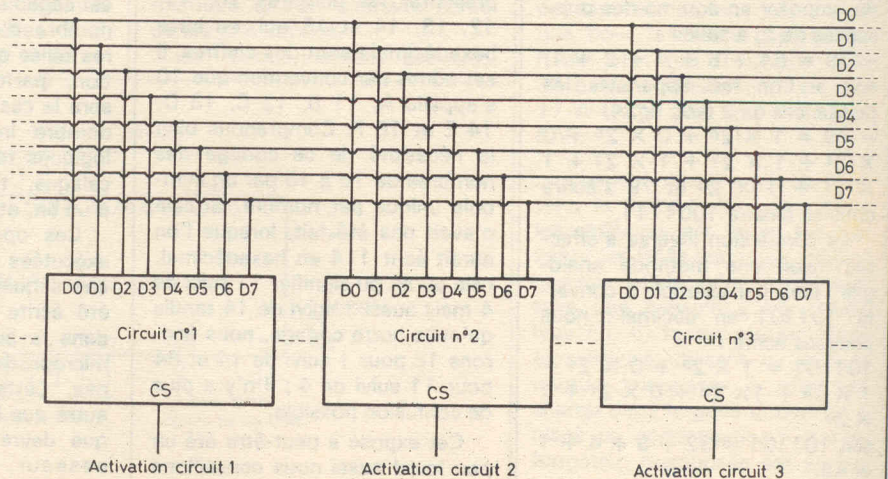 D0
D1
D2
D3
D4
D5
D6
D7
D0 D1 D2 D3 D4 D5 D6 D7
D0 D1 D2 D3 D4 D5 D6 D7
D0 D1 D2 D3 D4 D5 D6 D7
Circuit n°1
Circuit n°2
Circuit n°3
CS
CS
CS
Activation circuit 1
Activation circuit 2
Activation circuit 3